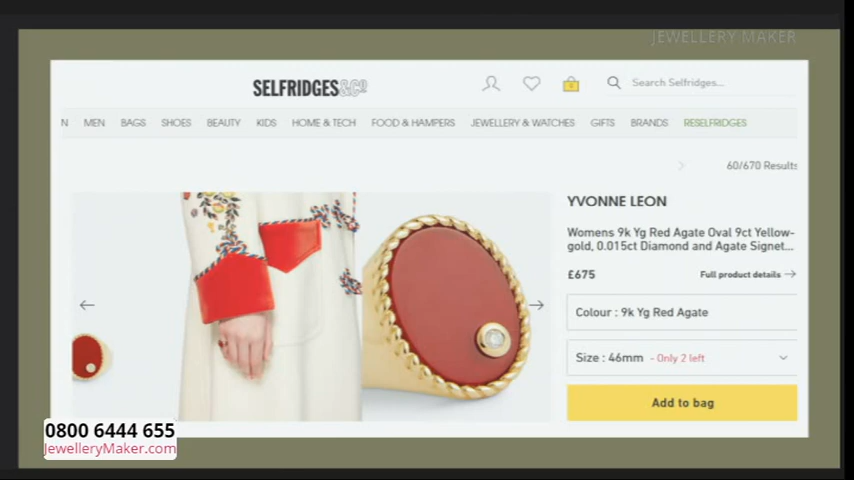 JEWELLERY MAKER
SELFRIDGES&CO
Search Selfridges...
N MEN BAGS SHOES BEAUTY KIDS HOME & TECH FOOD & HAMPERS JEWELLERY & WATCHES GIFTS BRANDS RESELFRIDGES
60/670 Results
YVONNE LEON
Womens 9k Yg Red Agate Oval 9ct Yellow-
gold, 0.015ct Diamond and Agate Signet...
£675 Full product details
Colour : 9k Yg Red Agate
Size : 46mm - Only 2 left
Add to bag
0800 6444 655
JewelleryMaker.com